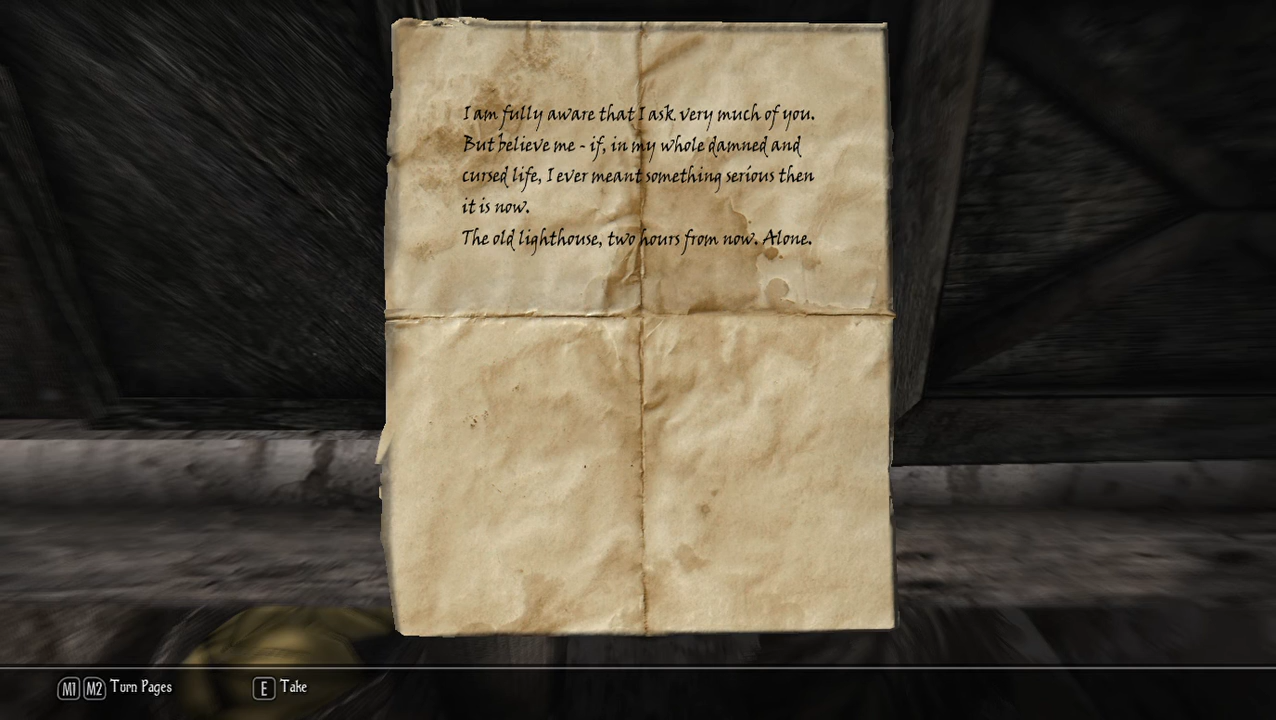 I am fully aware that I ask very much of you.
But believe me - if, in my whole damned and
cursed life, I ever meant something serious then
it is now.
The old lighthouse, two hours from now. Alone.
M1 M2 Turn Pages
E Take